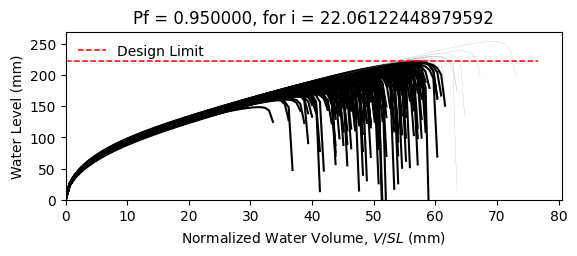 Pf = 0.950000, for i = 22.06122448979592
Water Level (mm)
250
200
150
100
50
0
Design Limit
0 10 20 30 40 50 60 70 80
Normalized Water Volume, V/SL (mm)